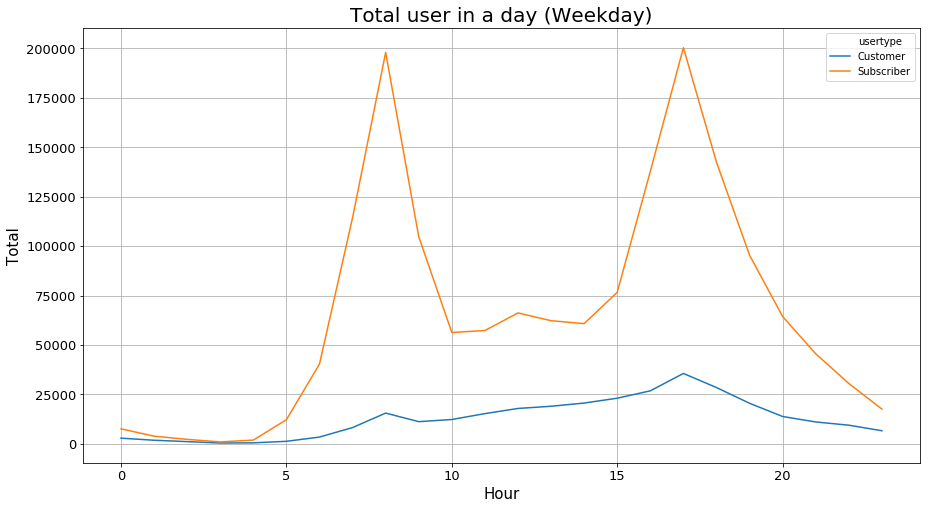 Total user in a day (Weekday)
usertype
Customer
Subscriber
200000
175000
150000
125000
100000
75000
50000
25000
0
Total
0 5 10 15 20
Hour